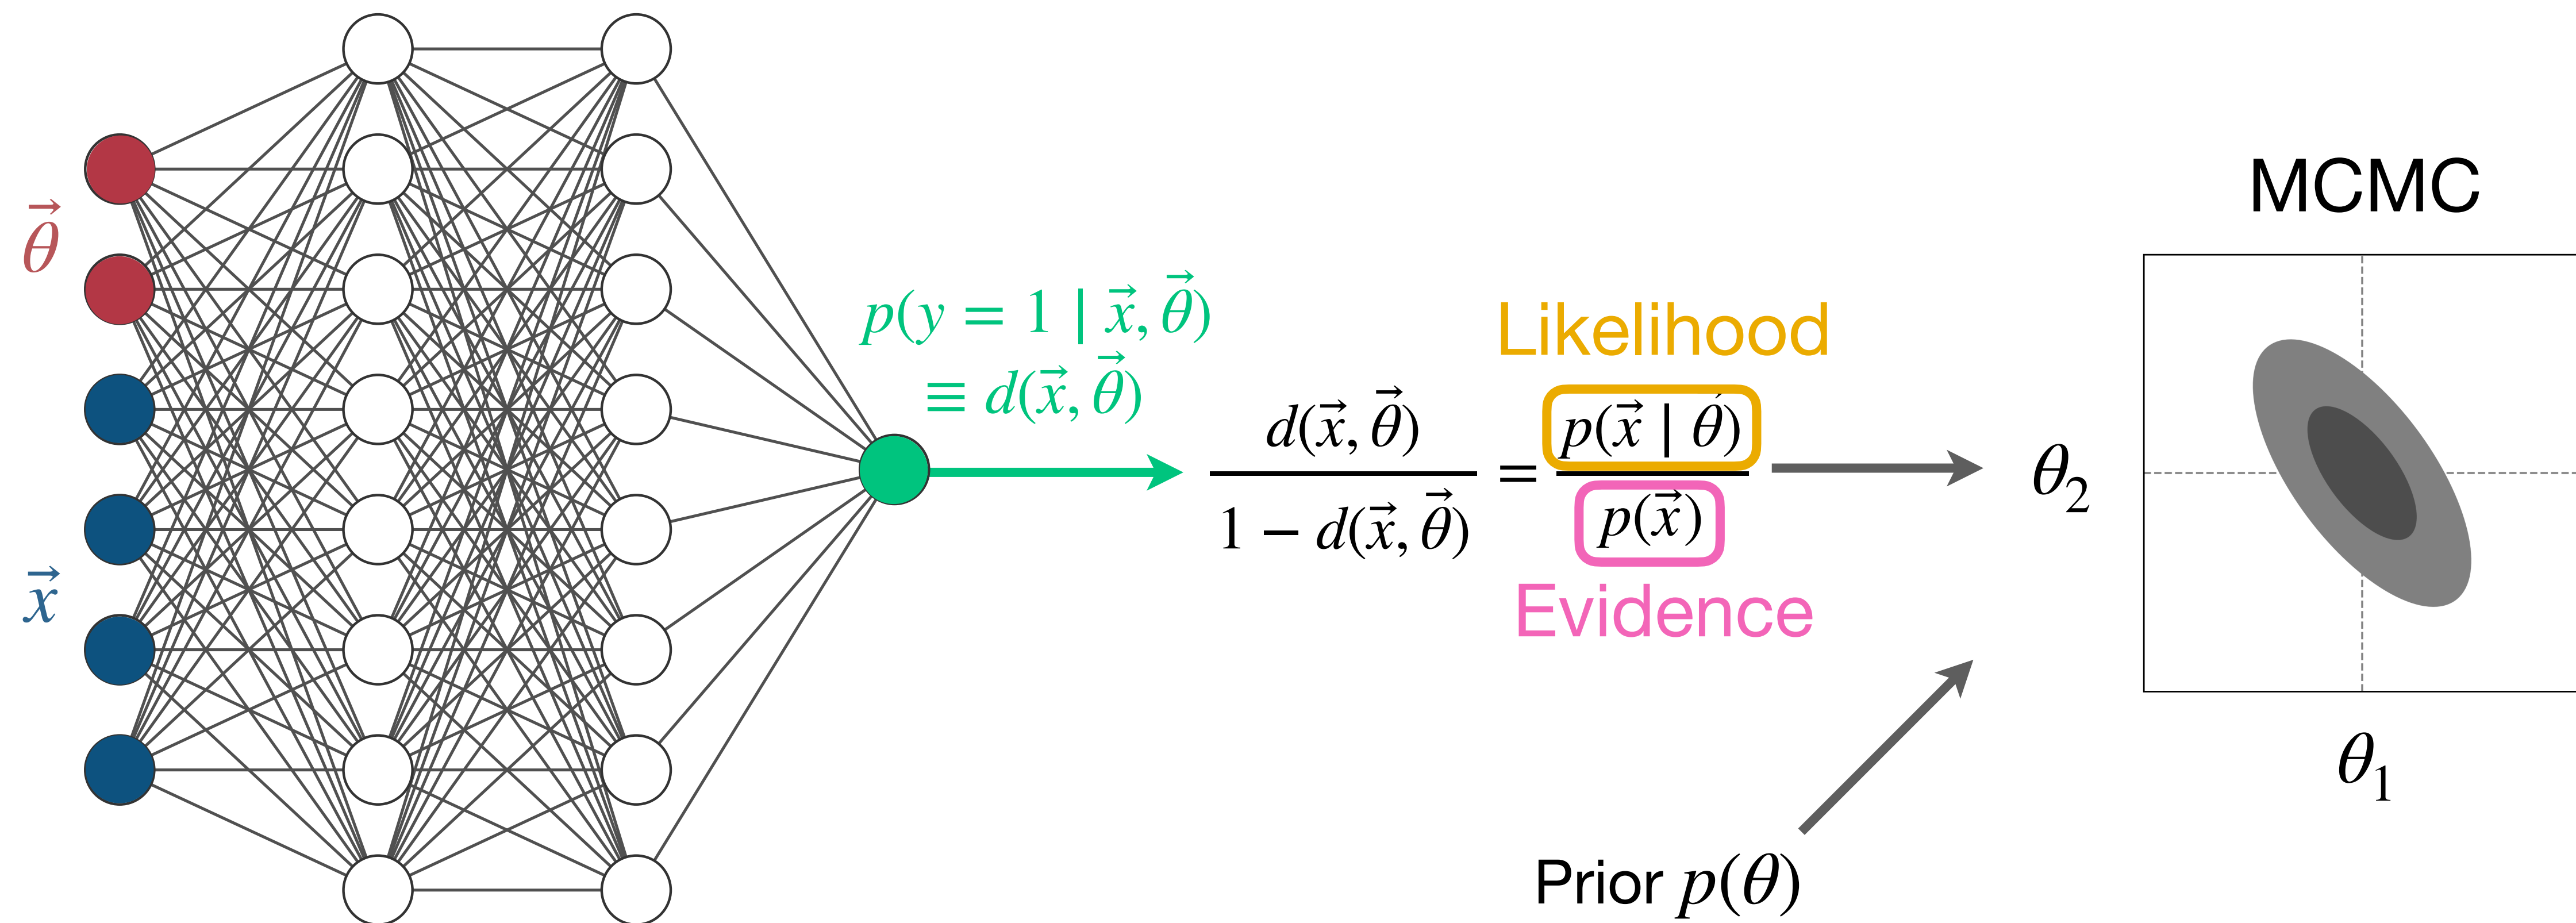 θ⃗
x⃗
p(y = 1 | x⃗, θ⃗)
≡ d(x⃗, θ⃗)
d(x⃗, θ⃗)
1 − d(x⃗, θ⃗)
=
Likelihood
p(x⃗ | θ́)
p(x⃗)
Evidence
Prior p(θ)
MCMC
θ₂
θ₁